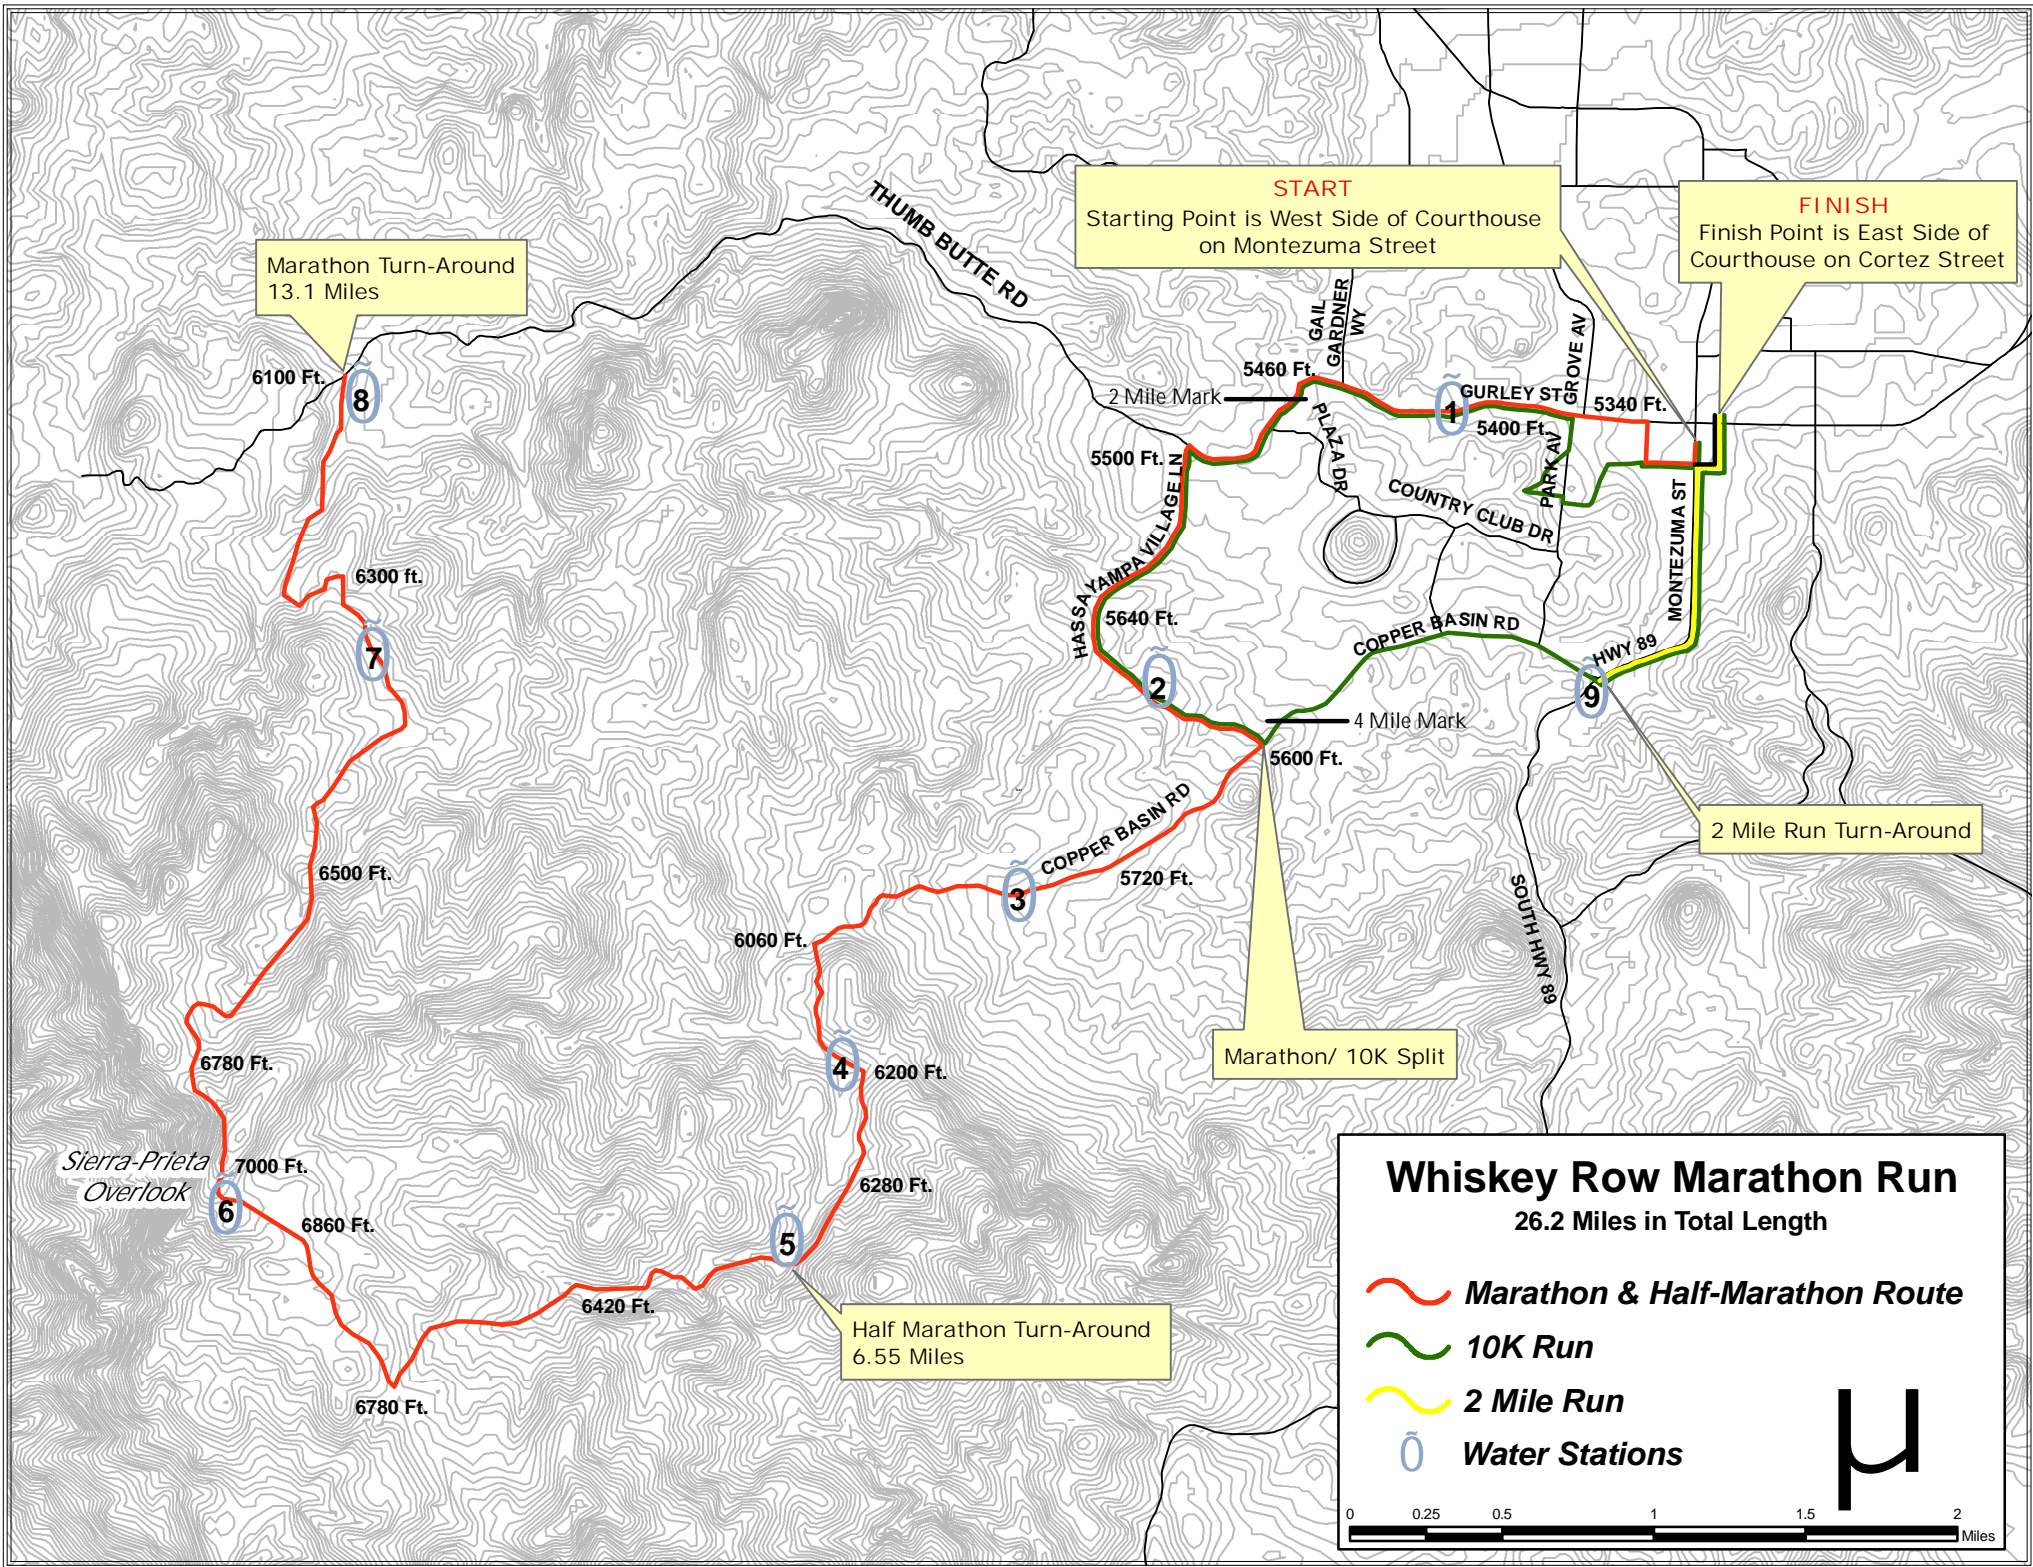 START
Starting Point is West Side of Courthouse
on Montezuma Street
FINISH
Finish Point is East Side of
Courthouse on Cortez Street
THUMB BUTTE RD
Marathon Turn-Around
13.1 Miles
6100 Ft.
8
GAIL
GARDNER
WY
5460 Ft.
2 Mile Mark
1
GURLEY ST
GROVE AV
5340 Ft.
5400 Ft.
PLAZA DR
PARK AV
5500 Ft.
COUNTRY CLUB DR
MONTEZUMA ST
HASSAYAMPA VILLAGE LN
6300 ft.
7
5640 Ft.
2
COPPER BASIN RD
HWY 89
9
4 Mile Mark
5600 Ft.
2 Mile Run Turn-Around
COPPER BASIN RD
5720 Ft.
3
6500 Ft.
SOUTH HWY 89
6060 Ft.
6780 Ft.
4
6200 Ft.
Marathon/ 10K Split
Sierra-Prieta
Overlook
7000 Ft.
6
6860 Ft.
6280 Ft.
5
6420 Ft.
Half Marathon Turn-Around
6.55 Miles
6780 Ft.
Whiskey Row Marathon Run
26.2 Miles in Total Length
Marathon & Half-Marathon Route
10K Run
2 Mile Run
Õ Water Stations
µ
0 0.25 0.5 1 1.5 2
Miles